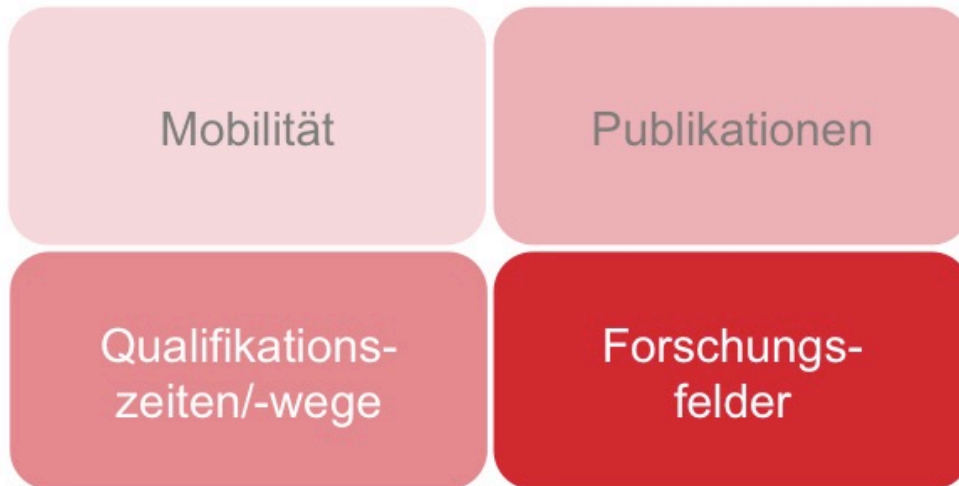 Mobilität
Publikationen
Qualifikations-
zeiten/-wege
Forschungs-
felder